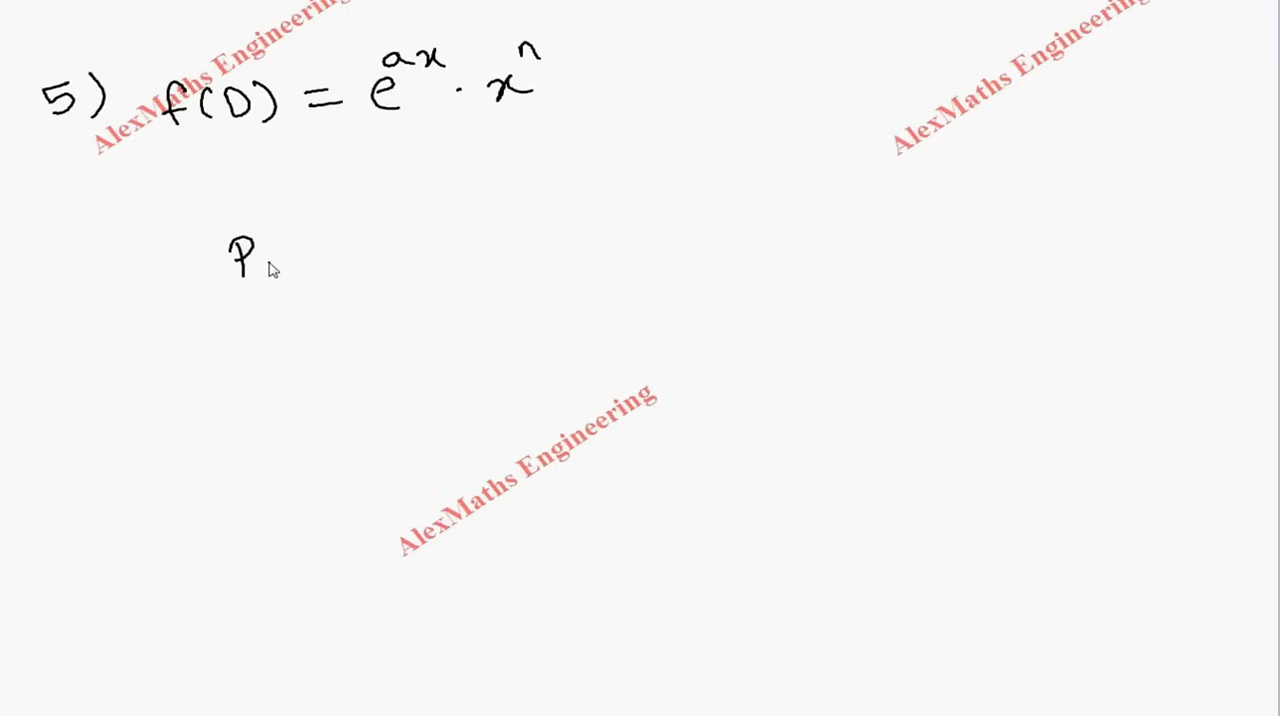 5) f(D) = e^{ax} · x^n
AlexMaths Engineering
AlexMaths Engineering
P.
AlexMaths Engineering